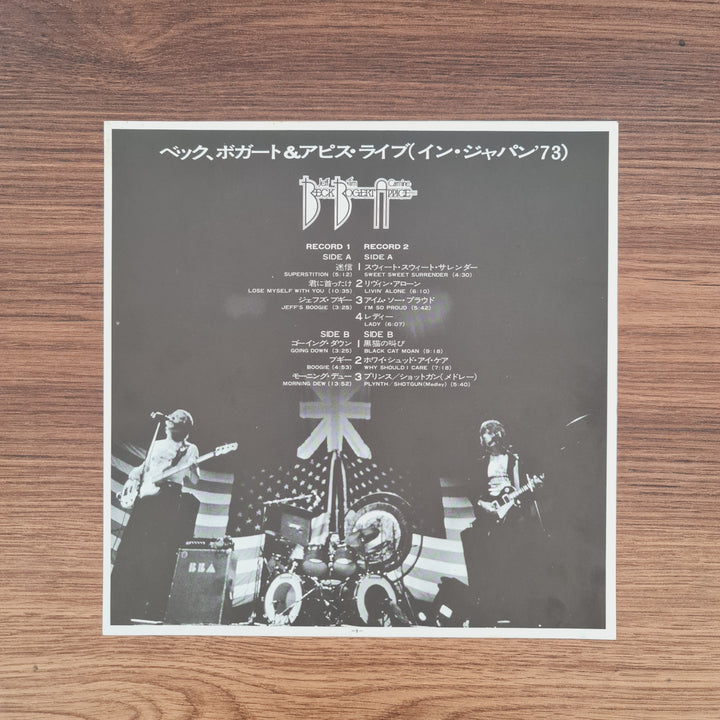 ベック、ボガート&アピス・ライブ(イン・ジャパン'73)
Jeff Tim Carmine
BECK BOGERT APPICE
RECORD 1 RECORD 2
SIDE A SIDE A
迷信 1 スウィート・スウィート・サレンダー
SUPERSTITION (5:12) SWEET SWEET SURRENDER (4:30)
君に首ったけ 2 リヴィン・アローン
LOSE MYSELF WITH YOU (10:35) LIVIN' ALONE (6:10)
ジェフズ・ブギー 3 アイム・ソー・プラウド
JEFF'S BOOGIE (3:25) I'M SO PROUD (5:42)
4 レディー
LADY (6:07)
SIDE B SIDE B
ゴーイング・ダウン 1 黒猫の叫び
GOING DOWN (3:25) BLACK CAT MOAN (9:18)
ブギー 2 ホワイ・シュッド・アイ・ケア
BOOGIE (4:53) WHY SHOULD I CARE (7:18)
モーニング・デュー 3 プリンス/ショットガン(メドレー)
MORNING DEW (13:52) PLYNTH/SHOTGUN(Medley) (5:40)
BBA
—1—